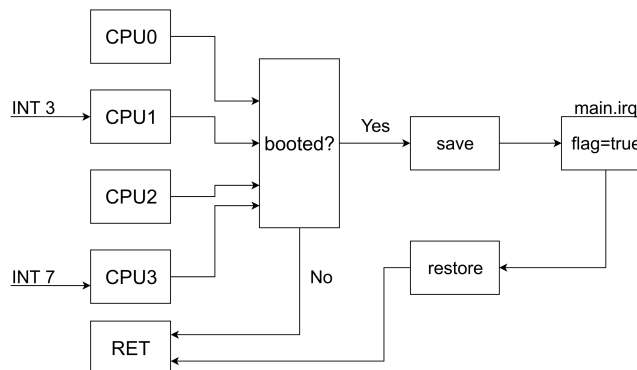 CPU0
main.irq
INT 3
CPU1
Yes
booted?
save
flag=true
CPU2
INT 7
CPU3
No
restore
RET